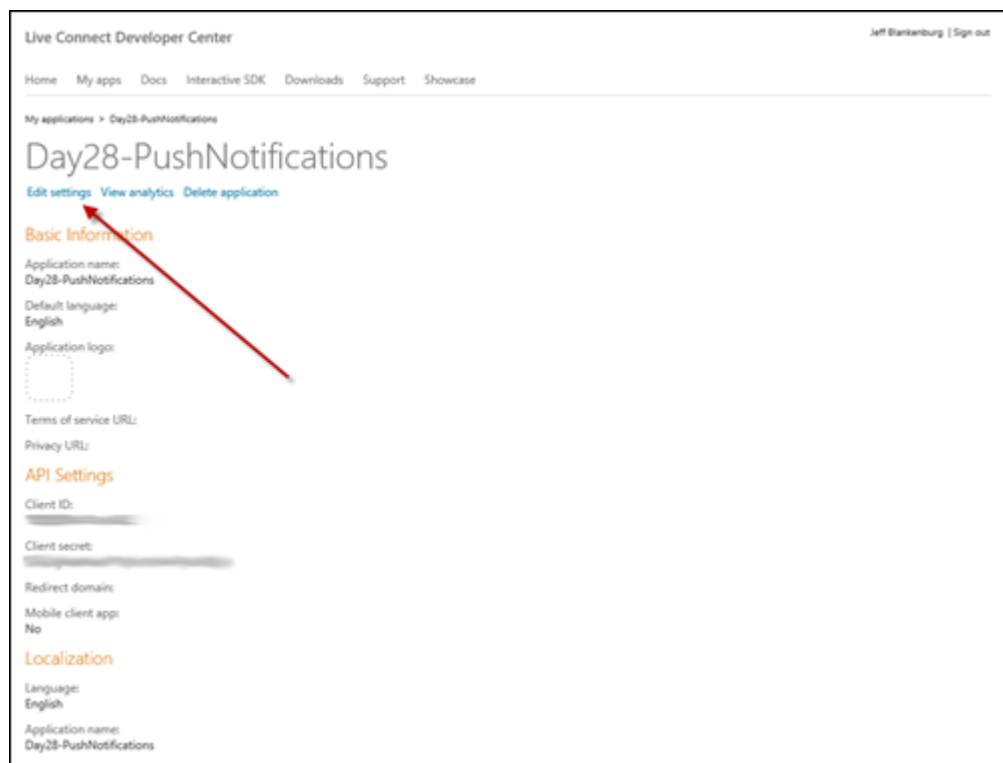 Live Connect Developer Center
Jeff Blankenburg | Sign out
Home My apps Docs Interactive SDK Downloads Support Showcase
My applications > Day28-PushNotifications
Day28-PushNotifications
Edit settings View analytics Delete application
Basic Information
Application name:
Day28-PushNotifications
Default language:
English
Application logo:
Terms of service URL:
Privacy URL:
API Settings
Client ID:
Client secret:
Redirect domain:
Mobile client app:
No
Localization
Language:
English
Application name:
Day28-PushNotifications